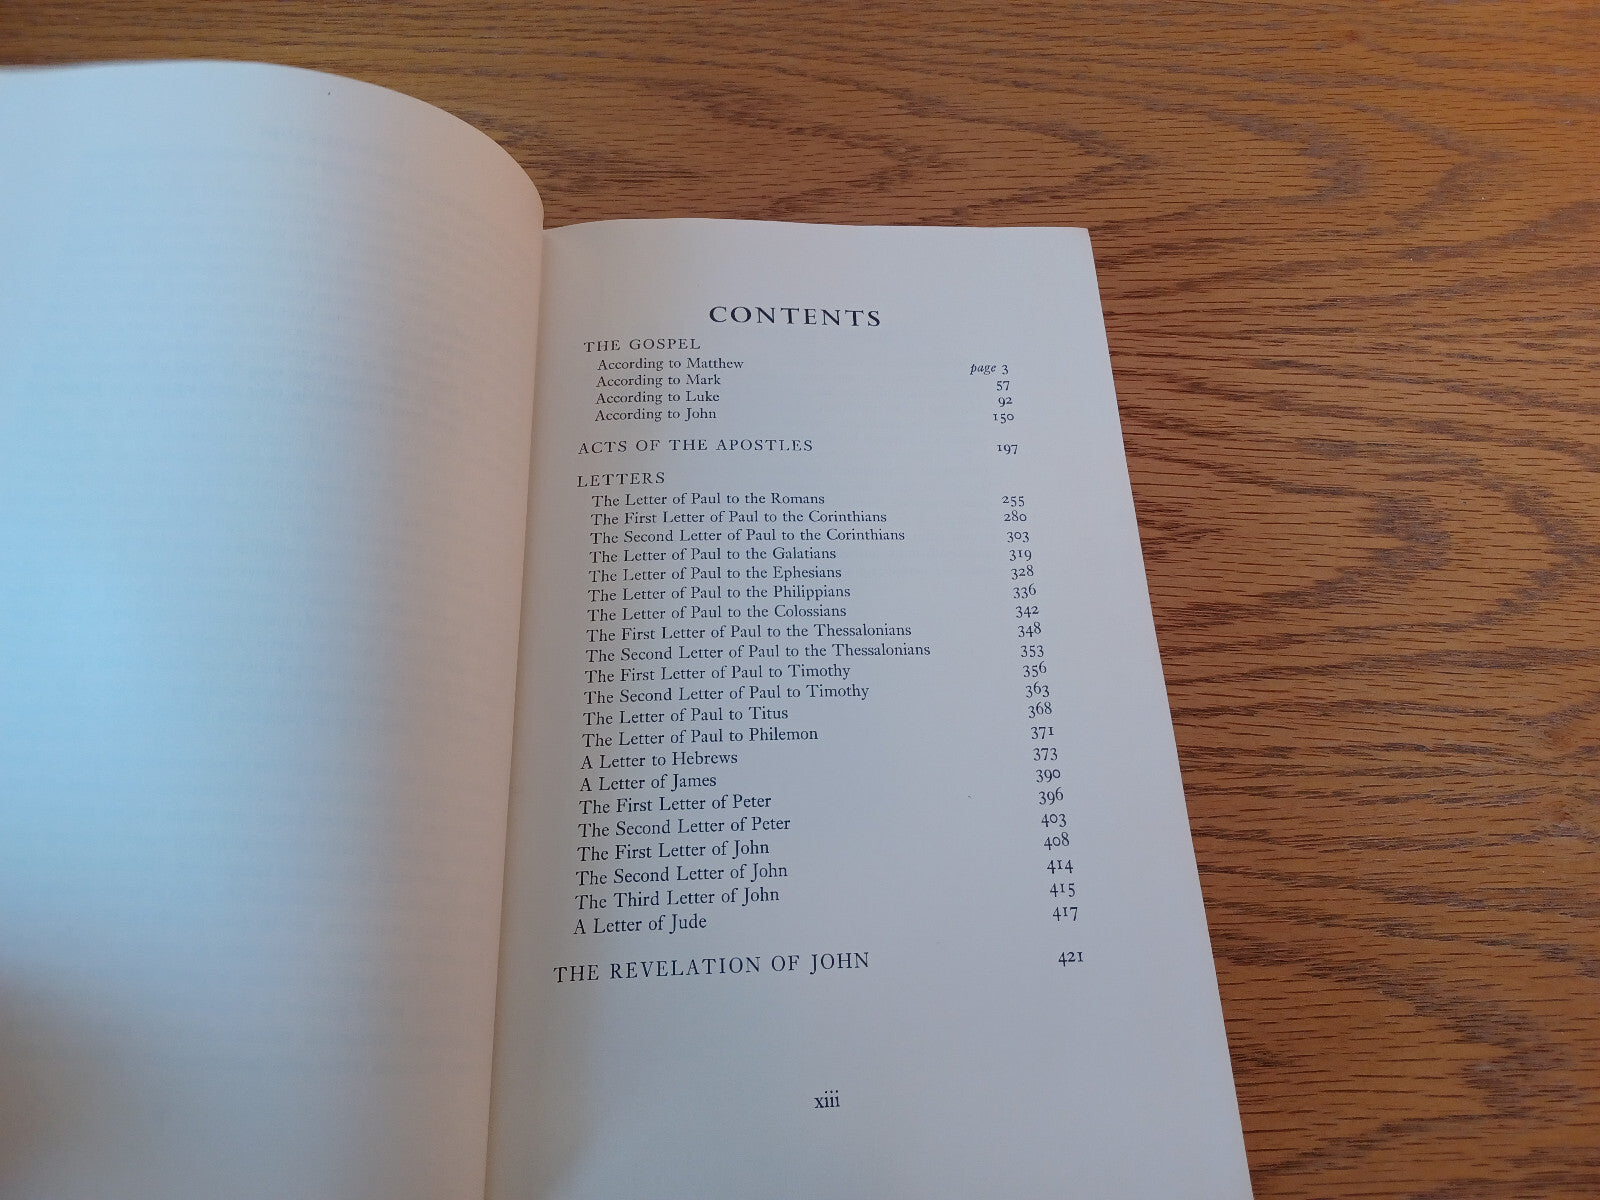 CONTENTS
THE GOSPEL
According to Matthew page 3
According to Mark 57
According to Luke 92
According to John 150
ACTS OF THE APOSTLES 197
LETTERS
The Letter of Paul to the Romans 255
The First Letter of Paul to the Corinthians 280
The Second Letter of Paul to the Corinthians 303
The Letter of Paul to the Galatians 319
The Letter of Paul to the Ephesians 328
The Letter of Paul to the Philippians 336
The Letter of Paul to the Colossians 342
The First Letter of Paul to the Thessalonians 348
The Second Letter of Paul to the Thessalonians 353
The First Letter of Paul to Timothy 356
The Second Letter of Paul to Timothy 363
The Letter of Paul to Titus 368
The Letter of Paul to Philemon 371
A Letter to Hebrews 373
A Letter of James 390
The First Letter of Peter 396
The Second Letter of Peter 403
The First Letter of John 408
The Second Letter of John 414
The Third Letter of John 415
A Letter of Jude 417
THE REVELATION OF JOHN 421
xiii